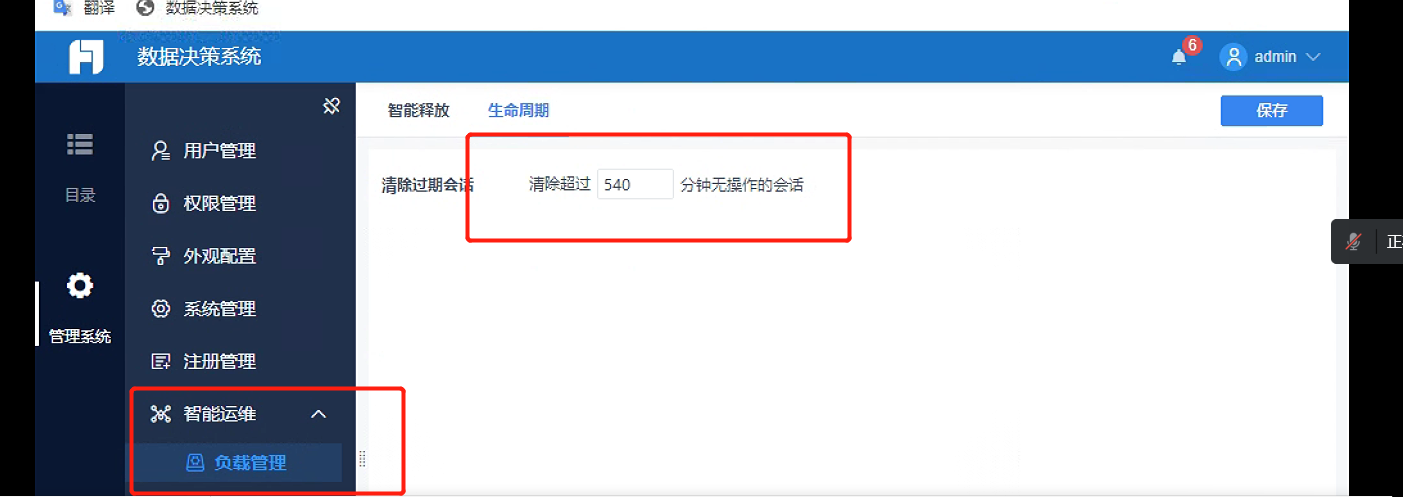 翻译 数据决策系统
数据决策系统
6
admin
目录
管理系统
用户管理
权限管理
外观配置
系统管理
注册管理
智能运维
负载管理
智能释放 生命周期
保存
清除过期会话 清除超过 540 分钟无操作的会话